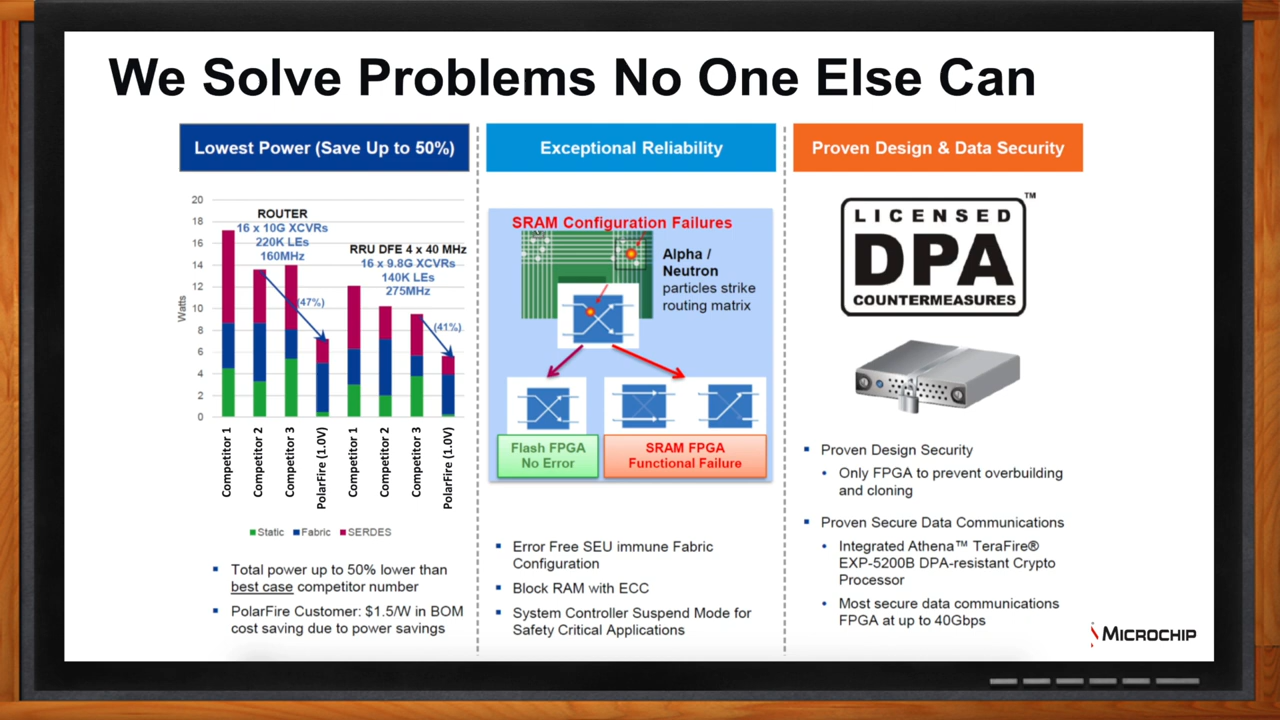 We Solve Problems No One Else Can
Lowest Power (Save Up to 50%)
20
18
16
14
12
10
8
6
4
2
0
Watts
ROUTER
16 x 10G XCVRs
220K LEs
160MHz
(47%)
RRU DFE 4 x 40 MHz
16 x 9.8G XCVRs
140K LEs
275MHz
(41%)
Competitor 1
Competitor 2
Competitor 3
PolarFire (1.0V)
Competitor 1
Competitor 2
Competitor 3
PolarFire (1.0V)
Static Fabric SERDES
▪ Total power up to 50% lower than
best case competitor number
▪ PolarFire Customer: $1.5/W in BOM
cost saving due to power savings
Exceptional Reliability
SRAM Configuration Failures
Alpha /
Neutron
particles strike
routing matrix
Flash FPGA
No Error
SRAM FPGA
Functional Failure
▪ Error Free SEU immune Fabric
Configuration
▪ Block RAM with ECC
▪ System Controller Suspend Mode for
Safety Critical Applications
Proven Design & Data Security
LICENSED
DPA
COUNTERMEASURES
™
▪ Proven Design Security
• Only FPGA to prevent overbuilding
and cloning
▪ Proven Secure Data Communications
• Integrated Athena™ TeraFire®
EXP-5200B DPA-resistant Crypto
Processor
• Most secure data communications
FPGA at up to 40Gbps
MICROCHIP